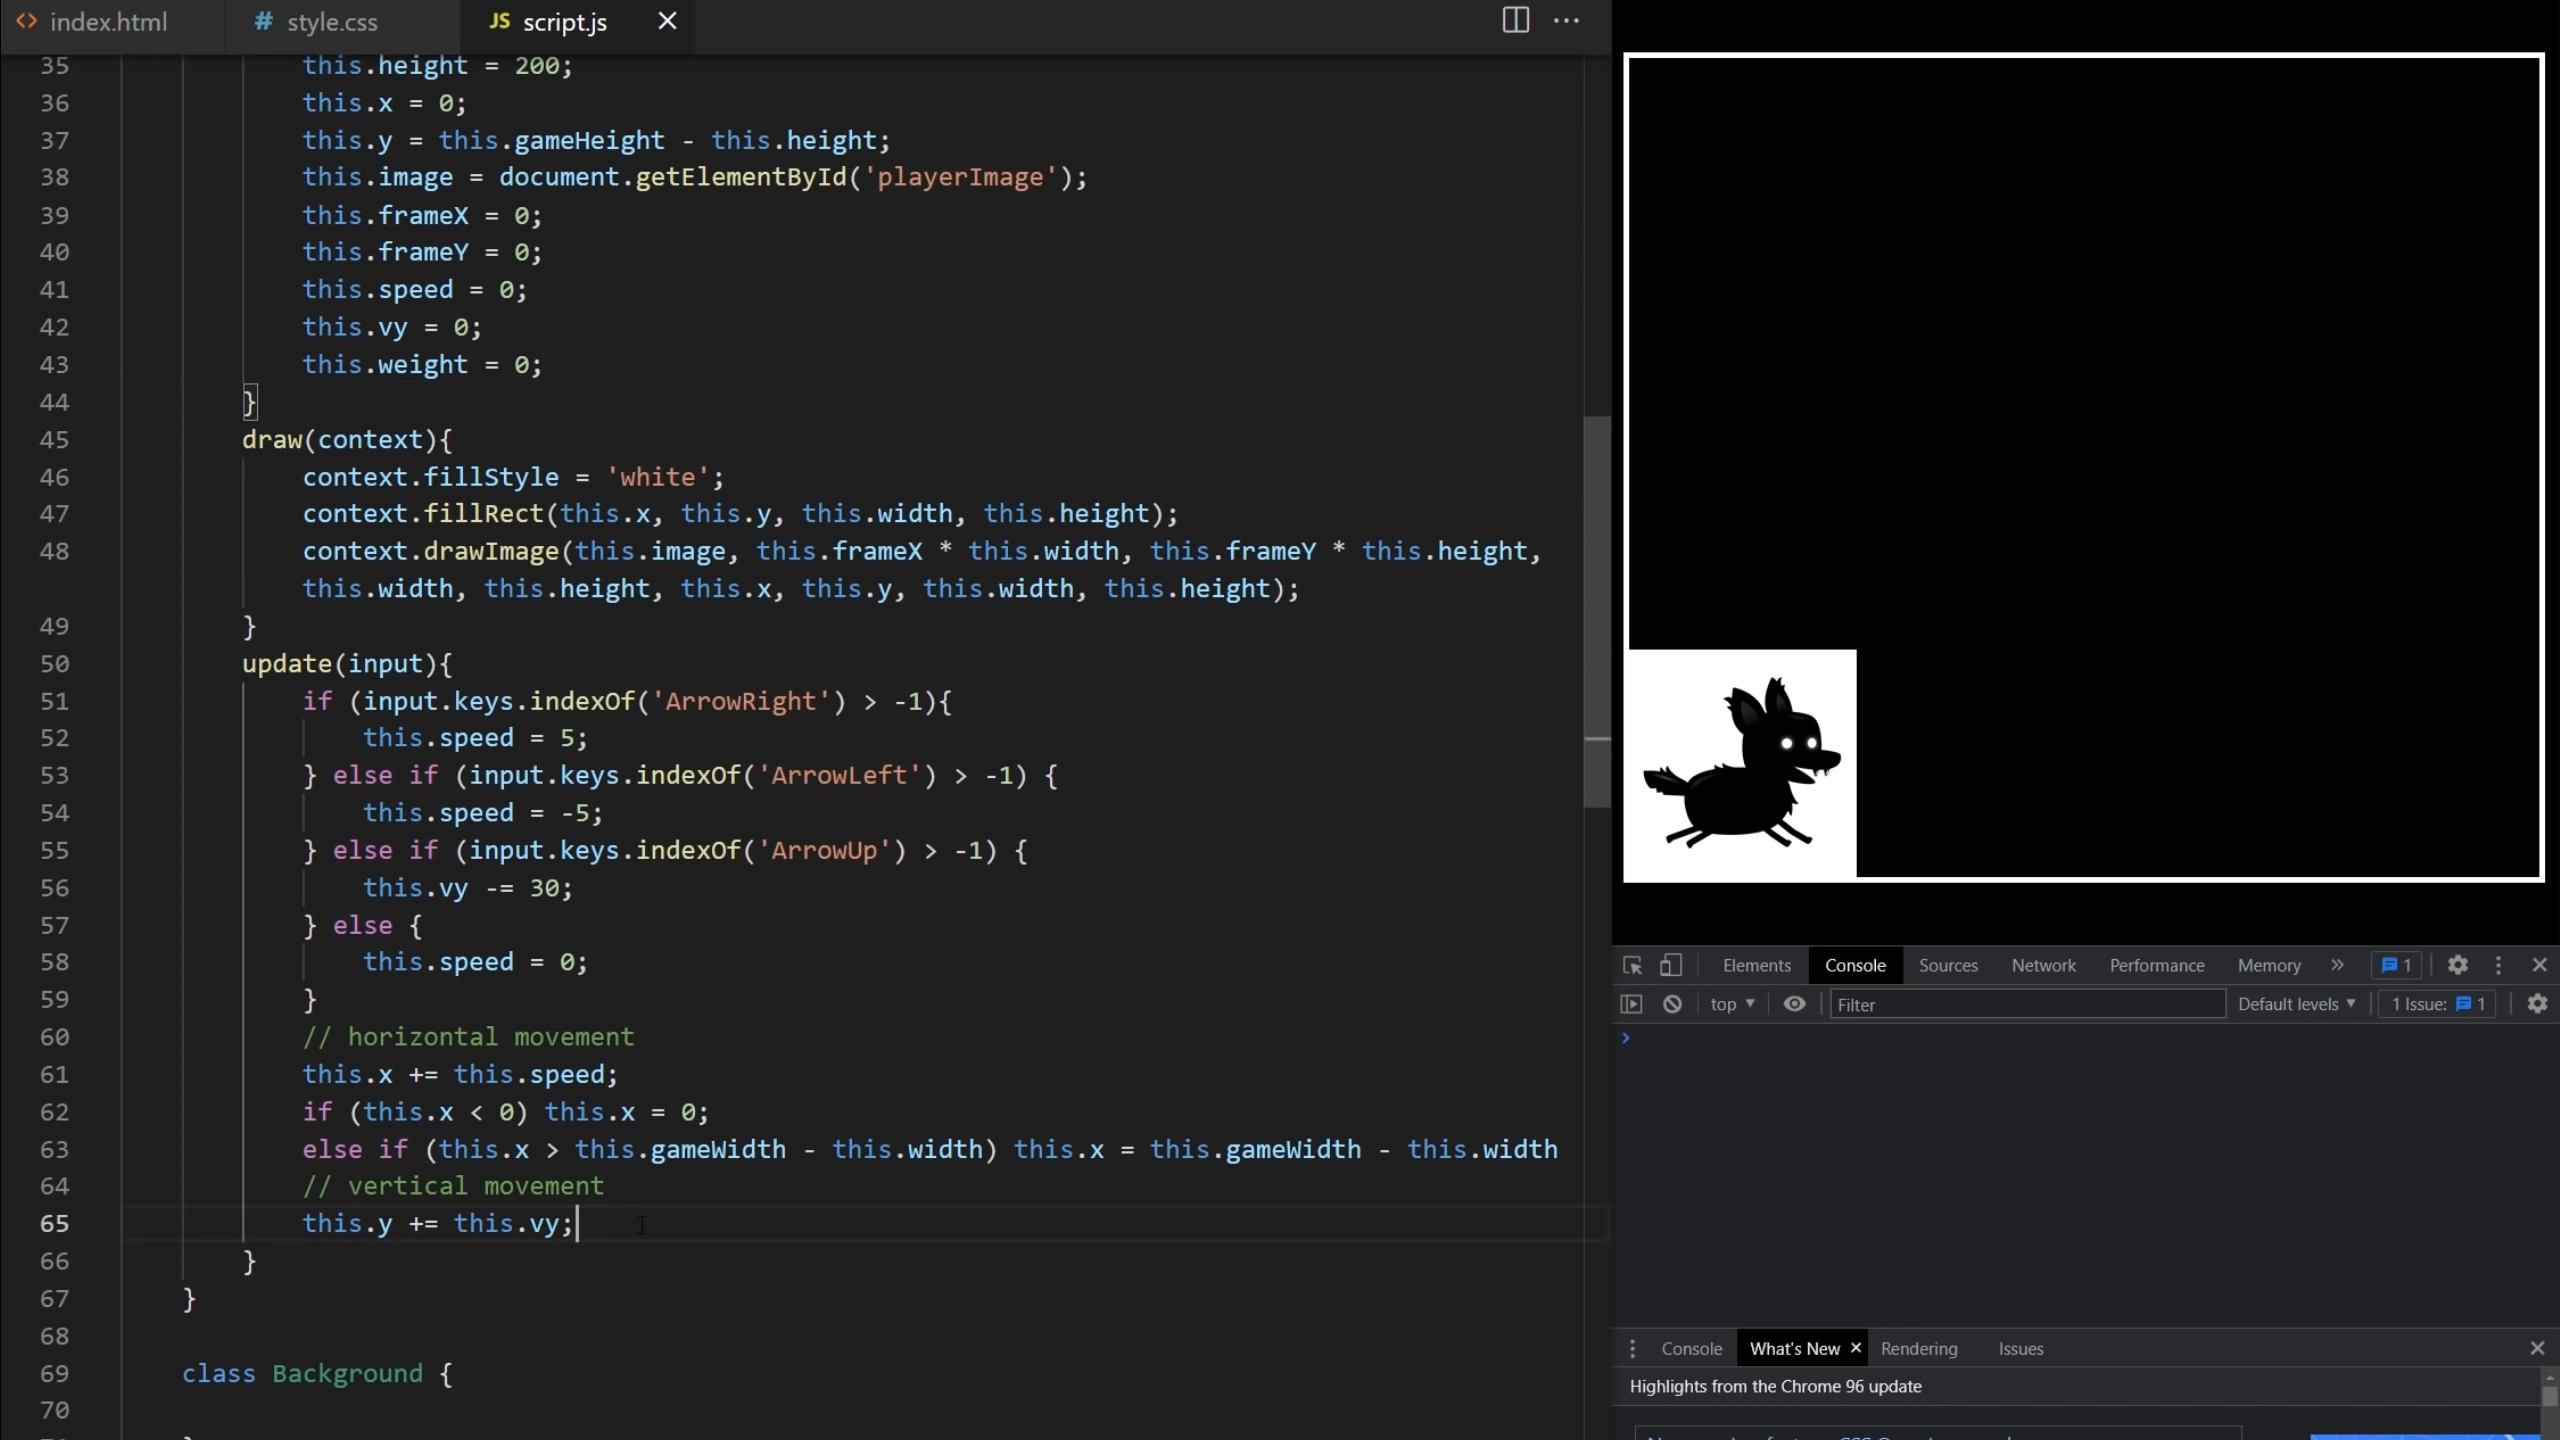 index.html
style.css
JS script.js
35 this.height = 200;
36 this.x = 0;
37 this.y = this.gameHeight - this.height;
38 this.image = document.getElementById('playerImage');
39 this.frameX = 0;
40 this.frameY = 0;
41 this.speed = 0;
42 this.vy = 0;
43 this.weight = 0;
44 }
45 draw(context){
46 context.fillStyle = 'white';
47 context.fillRect(this.x, this.y, this.width, this.height);
48 context.drawImage(this.image, this.frameX * this.width, this.frameY * this.height,
this.width, this.height, this.x, this.y, this.width, this.height);
49 }
50 update(input){
51 if (input.keys.indexOf('ArrowRight') > -1){
52 this.speed = 5;
53 } else if (input.keys.indexOf('ArrowLeft') > -1) {
54 this.speed = -5;
55 } else if (input.keys.indexOf('ArrowUp') > -1) {
56 this.vy -= 30;
57 } else {
58 this.speed = 0;
59 }
60 // horizontal movement
61 this.x += this.speed;
62 if (this.x < 0) this.x = 0;
63 else if (this.x > this.gameWidth - this.width) this.x = this.gameWidth - this.width
64 // vertical movement
65 this.y += this.vy;
66 }
67 }
68
69 class Background {
70
Elements Console Sources Network Performance Memory » 1
top Filter Default levels 1 Issue: 1
Console What's New Rendering Issues
Highlights from the Chrome 96 update